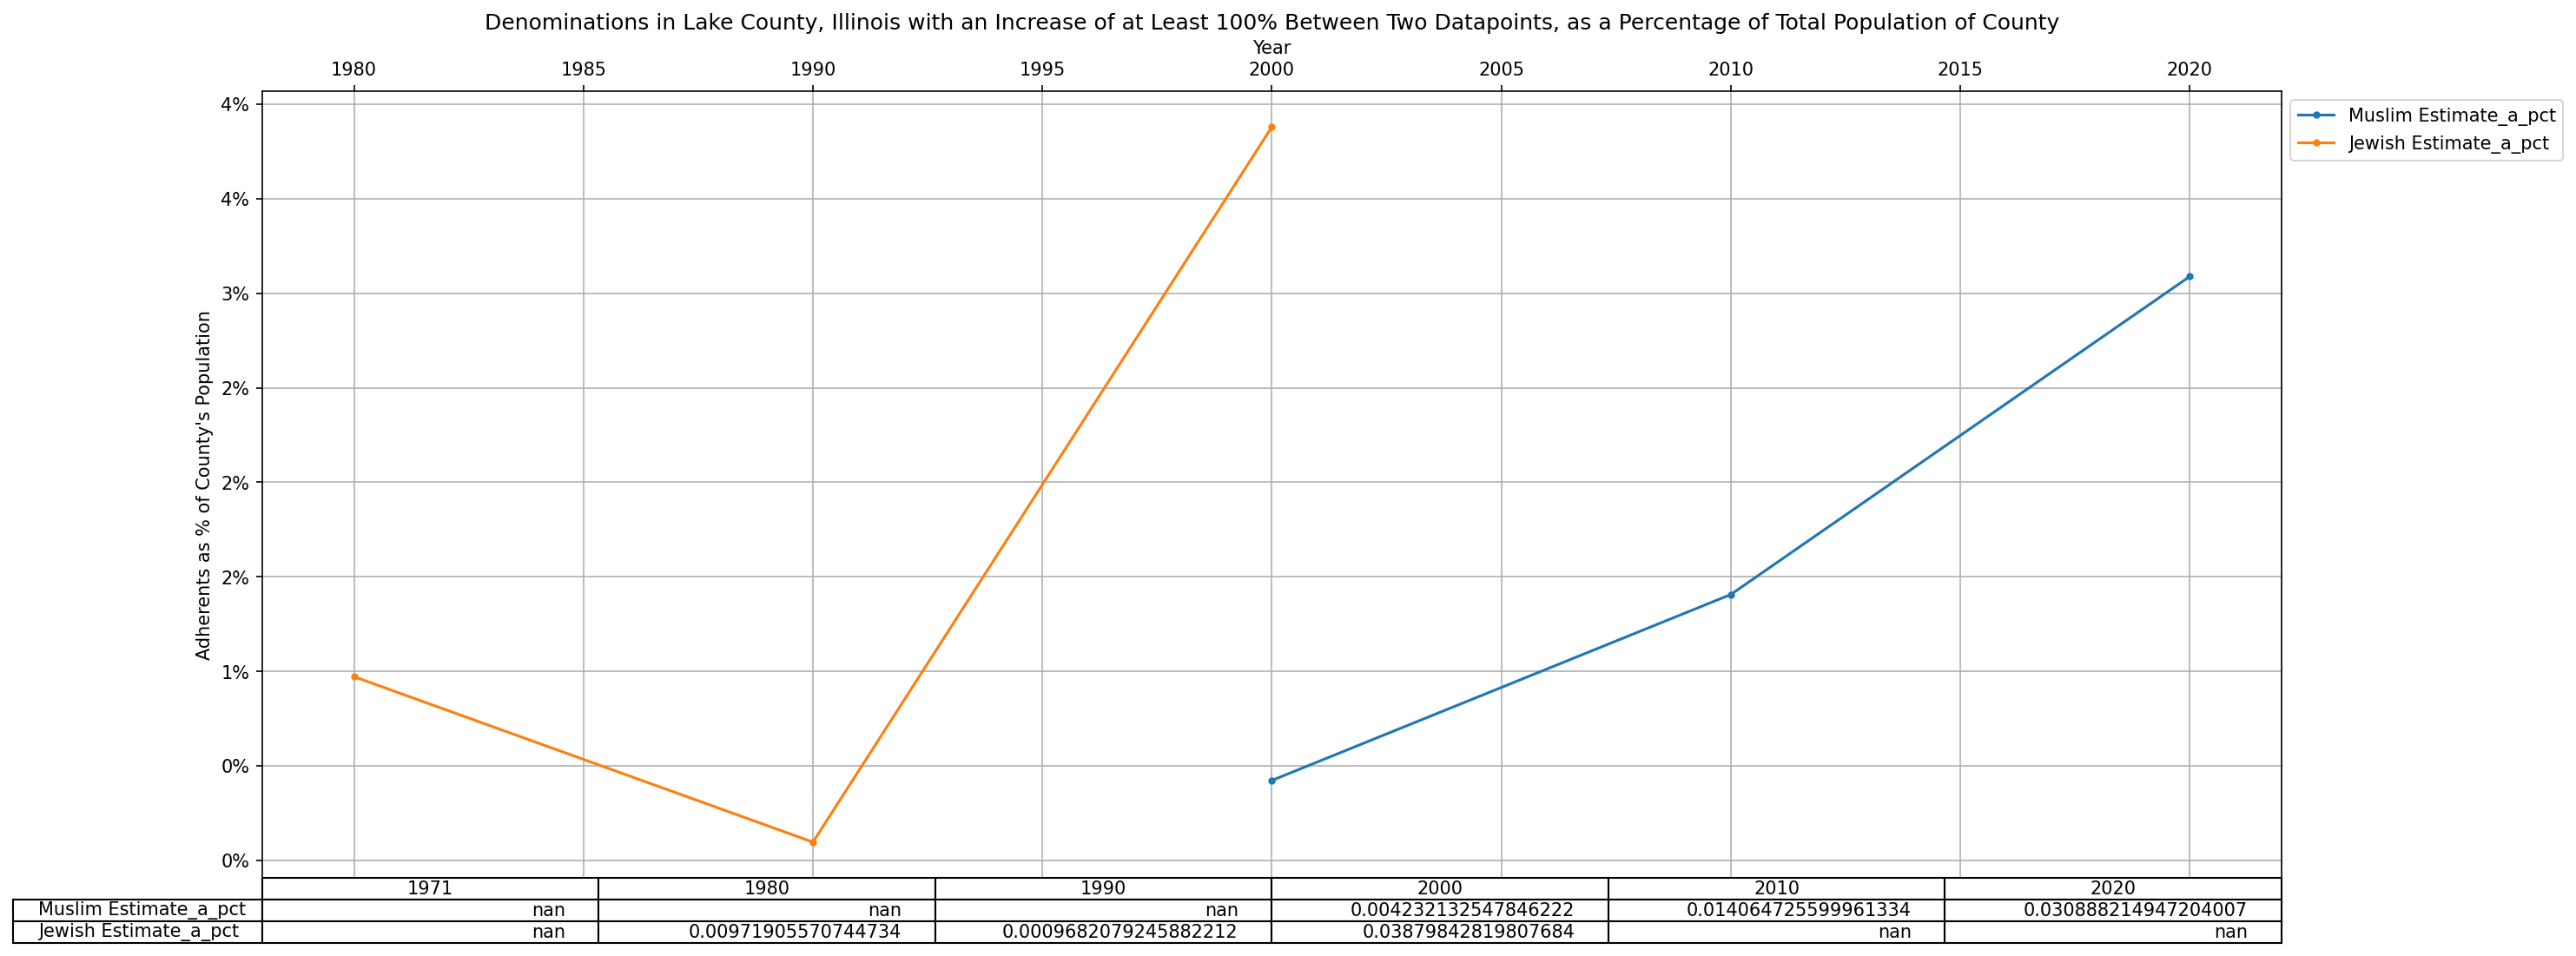 Denominations in Lake County, Illinois with an Increase of at Least 100% Between Two Datapoints, as a Percentage of Total Population of County
Year
1980 1985 1990 1995 2000 2005 2010 2015 2020
Muslim Estimate_a_pct
Jewish Estimate_a_pct
Adherents as % of County's Population
4%
4%
3%
2%
2%
2%
1%
0%
0%
1971 1980 1990 2000 2010 2020
Muslim Estimate_a_pct nan nan nan 0.004232132547846222 0.014064725599961334 0.030888214947204007
Jewish Estimate_a_pct nan 0.009719055707447­34 0.0009682079245882212 0.03879842819807684 nan nan